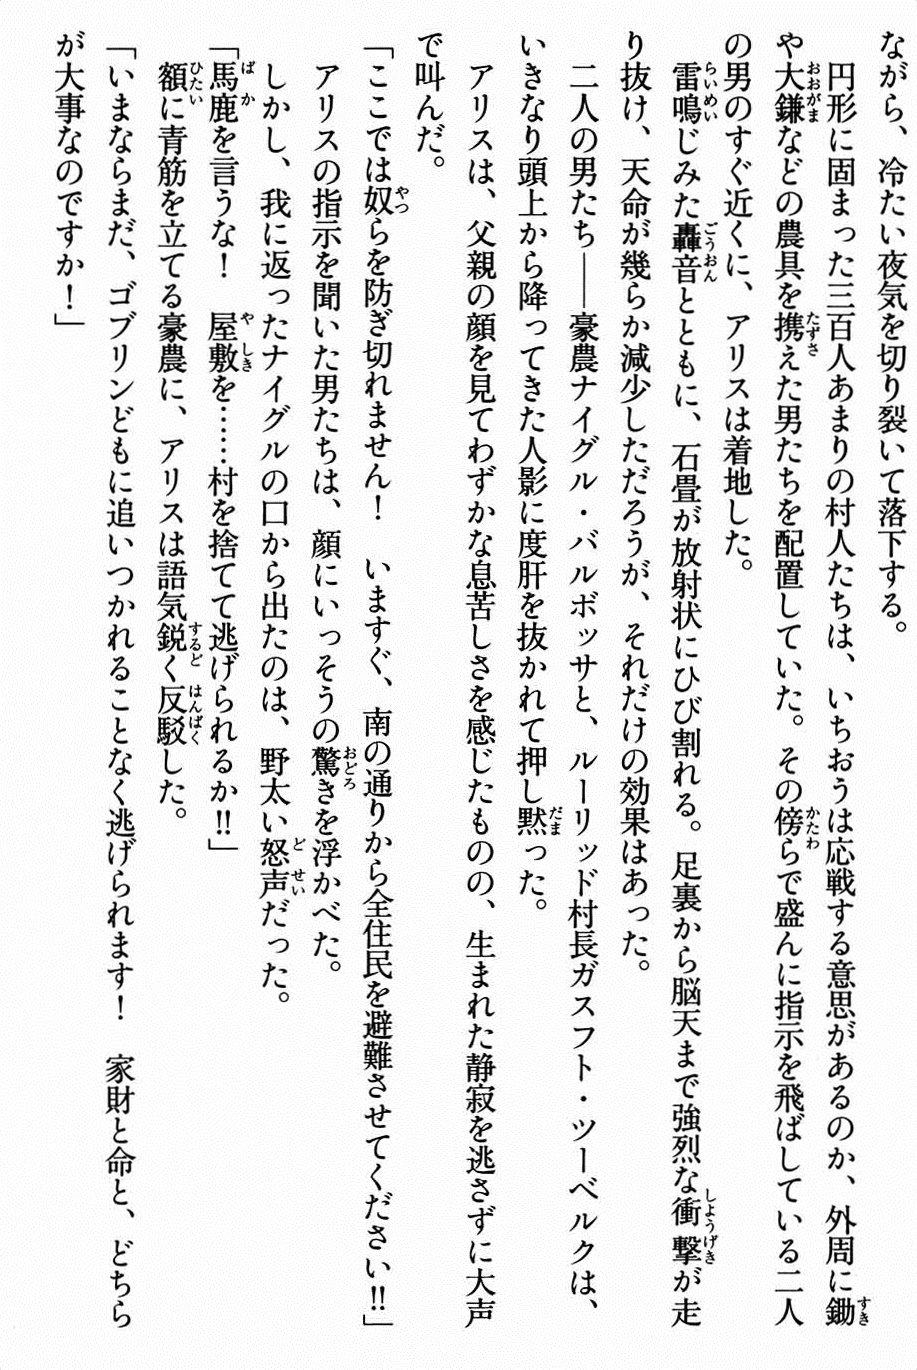 ながら、冷たい夜気を切り裂いて落下する。
　円形に固まった三百人あまりの村人たちは、いちおうは応戦する意思があるのか、外周に鋤
や大鎌などの農具を携えた男たちを配置していた。その傍らで盛んに指示を飛ばしている二人
の男のすぐ近くに、アリスは着地した。
　雷鳴じみた轟音とともに、石畳が放射状にひび割れる。足裏から脳天まで強烈な衝撃が走
り抜け、天命が幾らか減少しただろうが、それだけの効果はあった。
　二人の男たち――豪農ナイグル・バルボッサと、ルーリッド村長ガスフト・ツーベルクは、
いきなり頭上から降ってきた人影に度肝を抜かれて押し黙った。
　アリスは、父親の顔を見てわずかな息苦しさを感じたものの、生まれた静寂を逃さずに大声
で叫んだ。
「ここでは奴らを防ぎ切れません！　いますぐ、南の通りから全住民を避難させてください!!」
　アリスの指示を聞いた男たちは、顔にいっそうの驚きを浮かべた。
　しかし、我に返ったナイグルの口から出たのは、野太い怒声だった。
「馬鹿を言うな！　屋敷を……村を捨てて逃げられるか!!」
　額に青筋を立てる豪農に、アリスは語気鋭く反駁した。
「いまならまだ、ゴブリンどもに追いつかれることなく逃げられます！　家財と命と、どちら
が大事なのですか！」